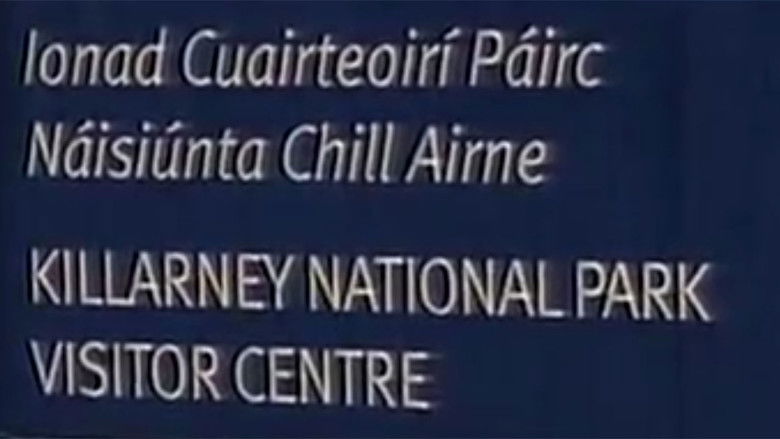 Ionad Cuairteoirí Páirc
Náisiúnta Chill Airne
KILLARNEY NATIONAL PARK
VISITOR CENTRE